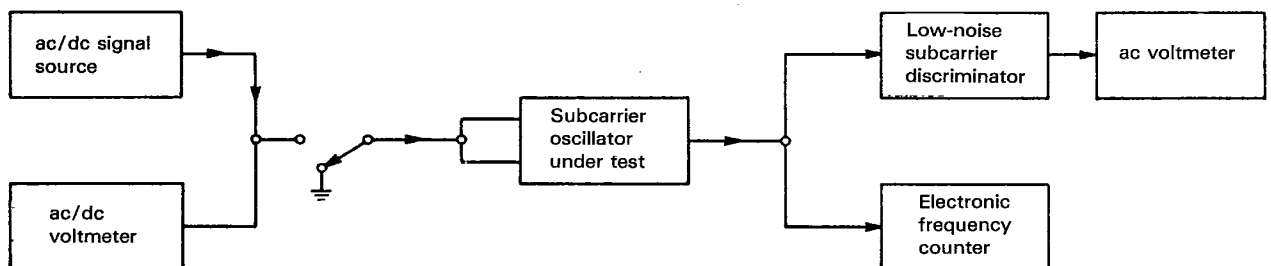 ac/dc signal
source
Low-noise
subcarrier
discriminator
ac voltmeter
Subcarrier
oscillator
under test
ac/dc
voltmeter
Electronic
frequency
counter